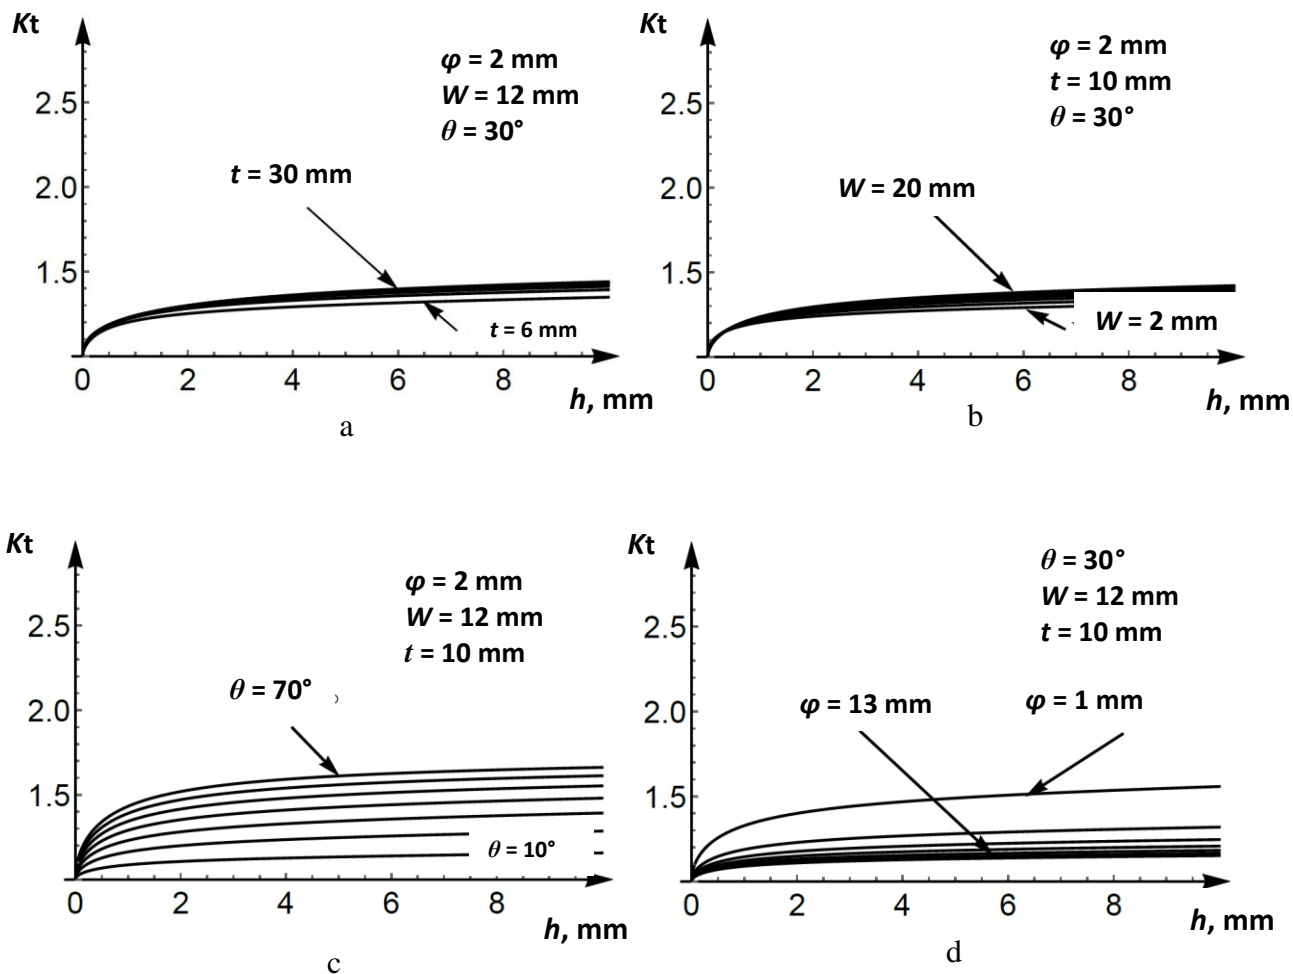 Kt
φ = 2 mm
W = 12 mm
θ = 30°
2.5
t = 30 mm
2.0
1.5
t = 6 mm
0 2 4 6 8
h, mm
a
Kt
φ = 2 mm
t = 10 mm
θ = 30°
2.5
W = 20 mm
2.0
1.5
W = 2 mm
0 2 4 6 8
h, mm
b
Kt
φ = 2 mm
W = 12 mm
t = 10 mm
2.5
θ = 70°
2.0
1.5
θ = 10°
0 2 4 6 8
h, mm
c
Kt
θ = 30°
W = 12 mm
t = 10 mm
2.5
φ = 13 mm
φ = 1 mm
2.0
1.5
0 2 4 6 8
h, mm
d